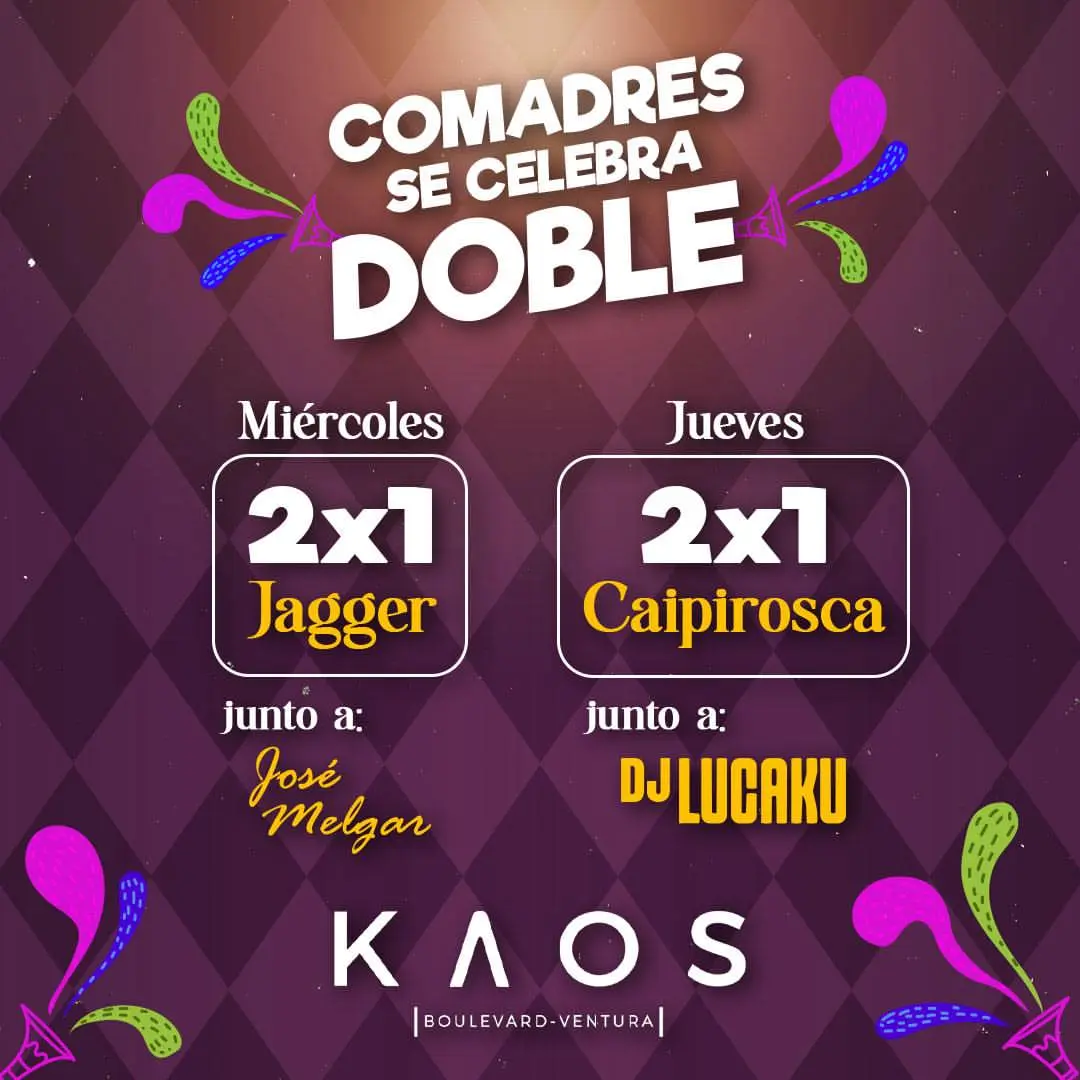 COMADRES
SE CELEBRA
DOBLE
Miércoles
2x1
Jagger
junto a:
José
Melgar
Jueves
2x1
Caipirosca
junto a:
DJ LUCAKU
KAOS
|BOULEVARD-VENTURA|